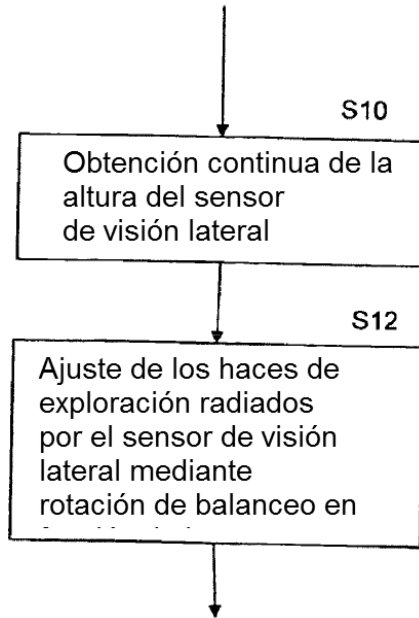 S10
Obtención continua de la
altura del sensor
de visión lateral
S12
Ajuste de los haces de
exploración radiados
por el sensor de visión
lateral mediante
rotación de balanceo en